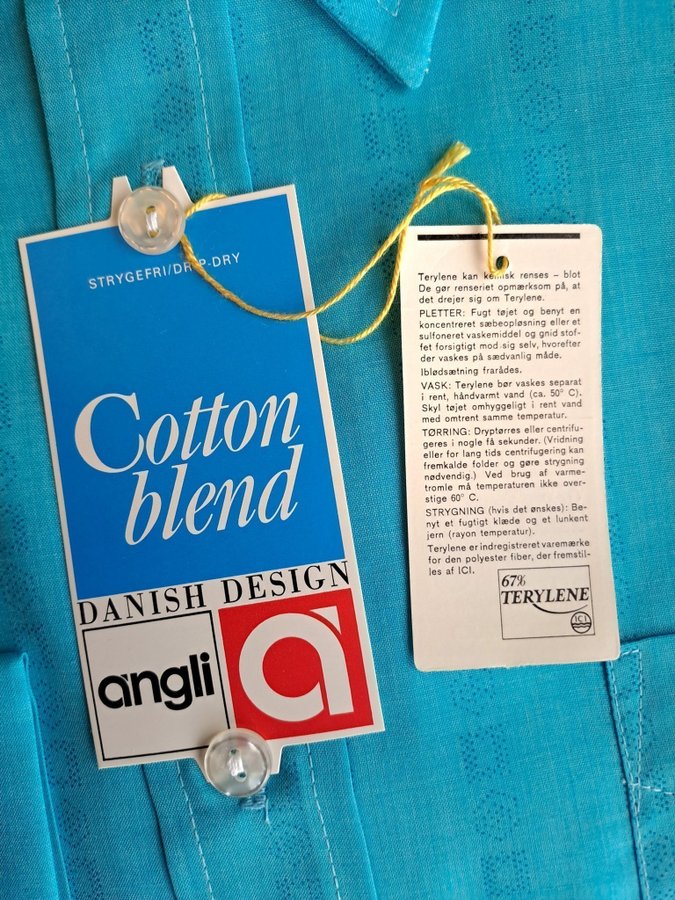 STRYGEFRI/DRIP-DRY
Cotton
blend
DANISH DESIGN
angli
a
Terylene kan kemisk renses – blot
De gør renseriet opmærksom på, at
det drejer sig om Terylene.
PLETTER: Fugt tøjet og benyt en
koncentreret sæbeopløsning eller et
sulfoneret vaskemiddel og gnid stof-
fet forsigtigt mod sig selv, hvorefter
der vaskes på sædvanlig måde.
Iblødsætning frarådes.
VASK: Terylene bør vaskes separat
i rent, håndvarmt vand (ca. 50° C).
Skyl tøjet omhyggeligt i rent vand
med omtrent samme temperatur.
TØRRING: Dryptørres eller centrifu-
geres i nogle få sekunder. (Vridning
eller for lang tids centrifugering kan
fremkalde folder og gøre strygning
nødvendig.) Ved brug af varme-
tromle må temperaturen ikke over-
stige 60° C.
STRYGNING (hvis det ønskes): Be-
nyt et fugtigt klæde og et lunkent
jern (rayon temperatur).
Terylene er indregistreret varemærke
for den polyester fiber, der fremstil-
les af ICI.
67%
TERYLENE
ICI